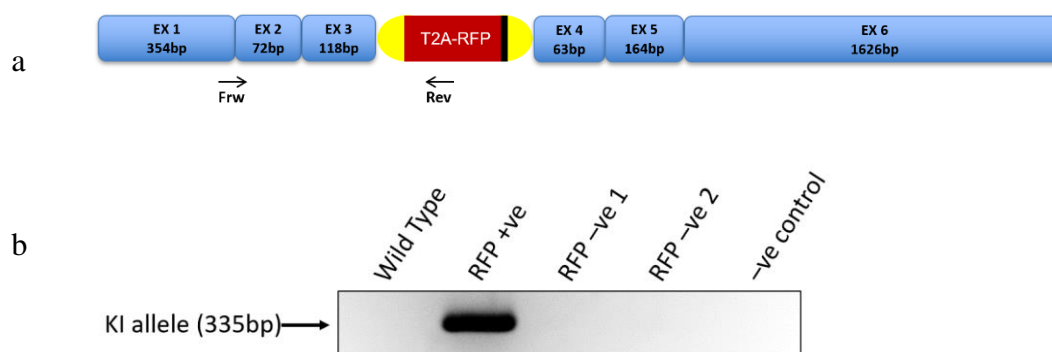 a
EX 1
354bp
EX 2
72bp
EX 3
118bp
T2A-RFP
EX 4
63bp
EX 5
164bp
EX 6
1626bp
Frw
Rev
b
Wild Type
RFP +ve
RFP –ve 1
RFP –ve 2
–ve control
KI allele (335bp)